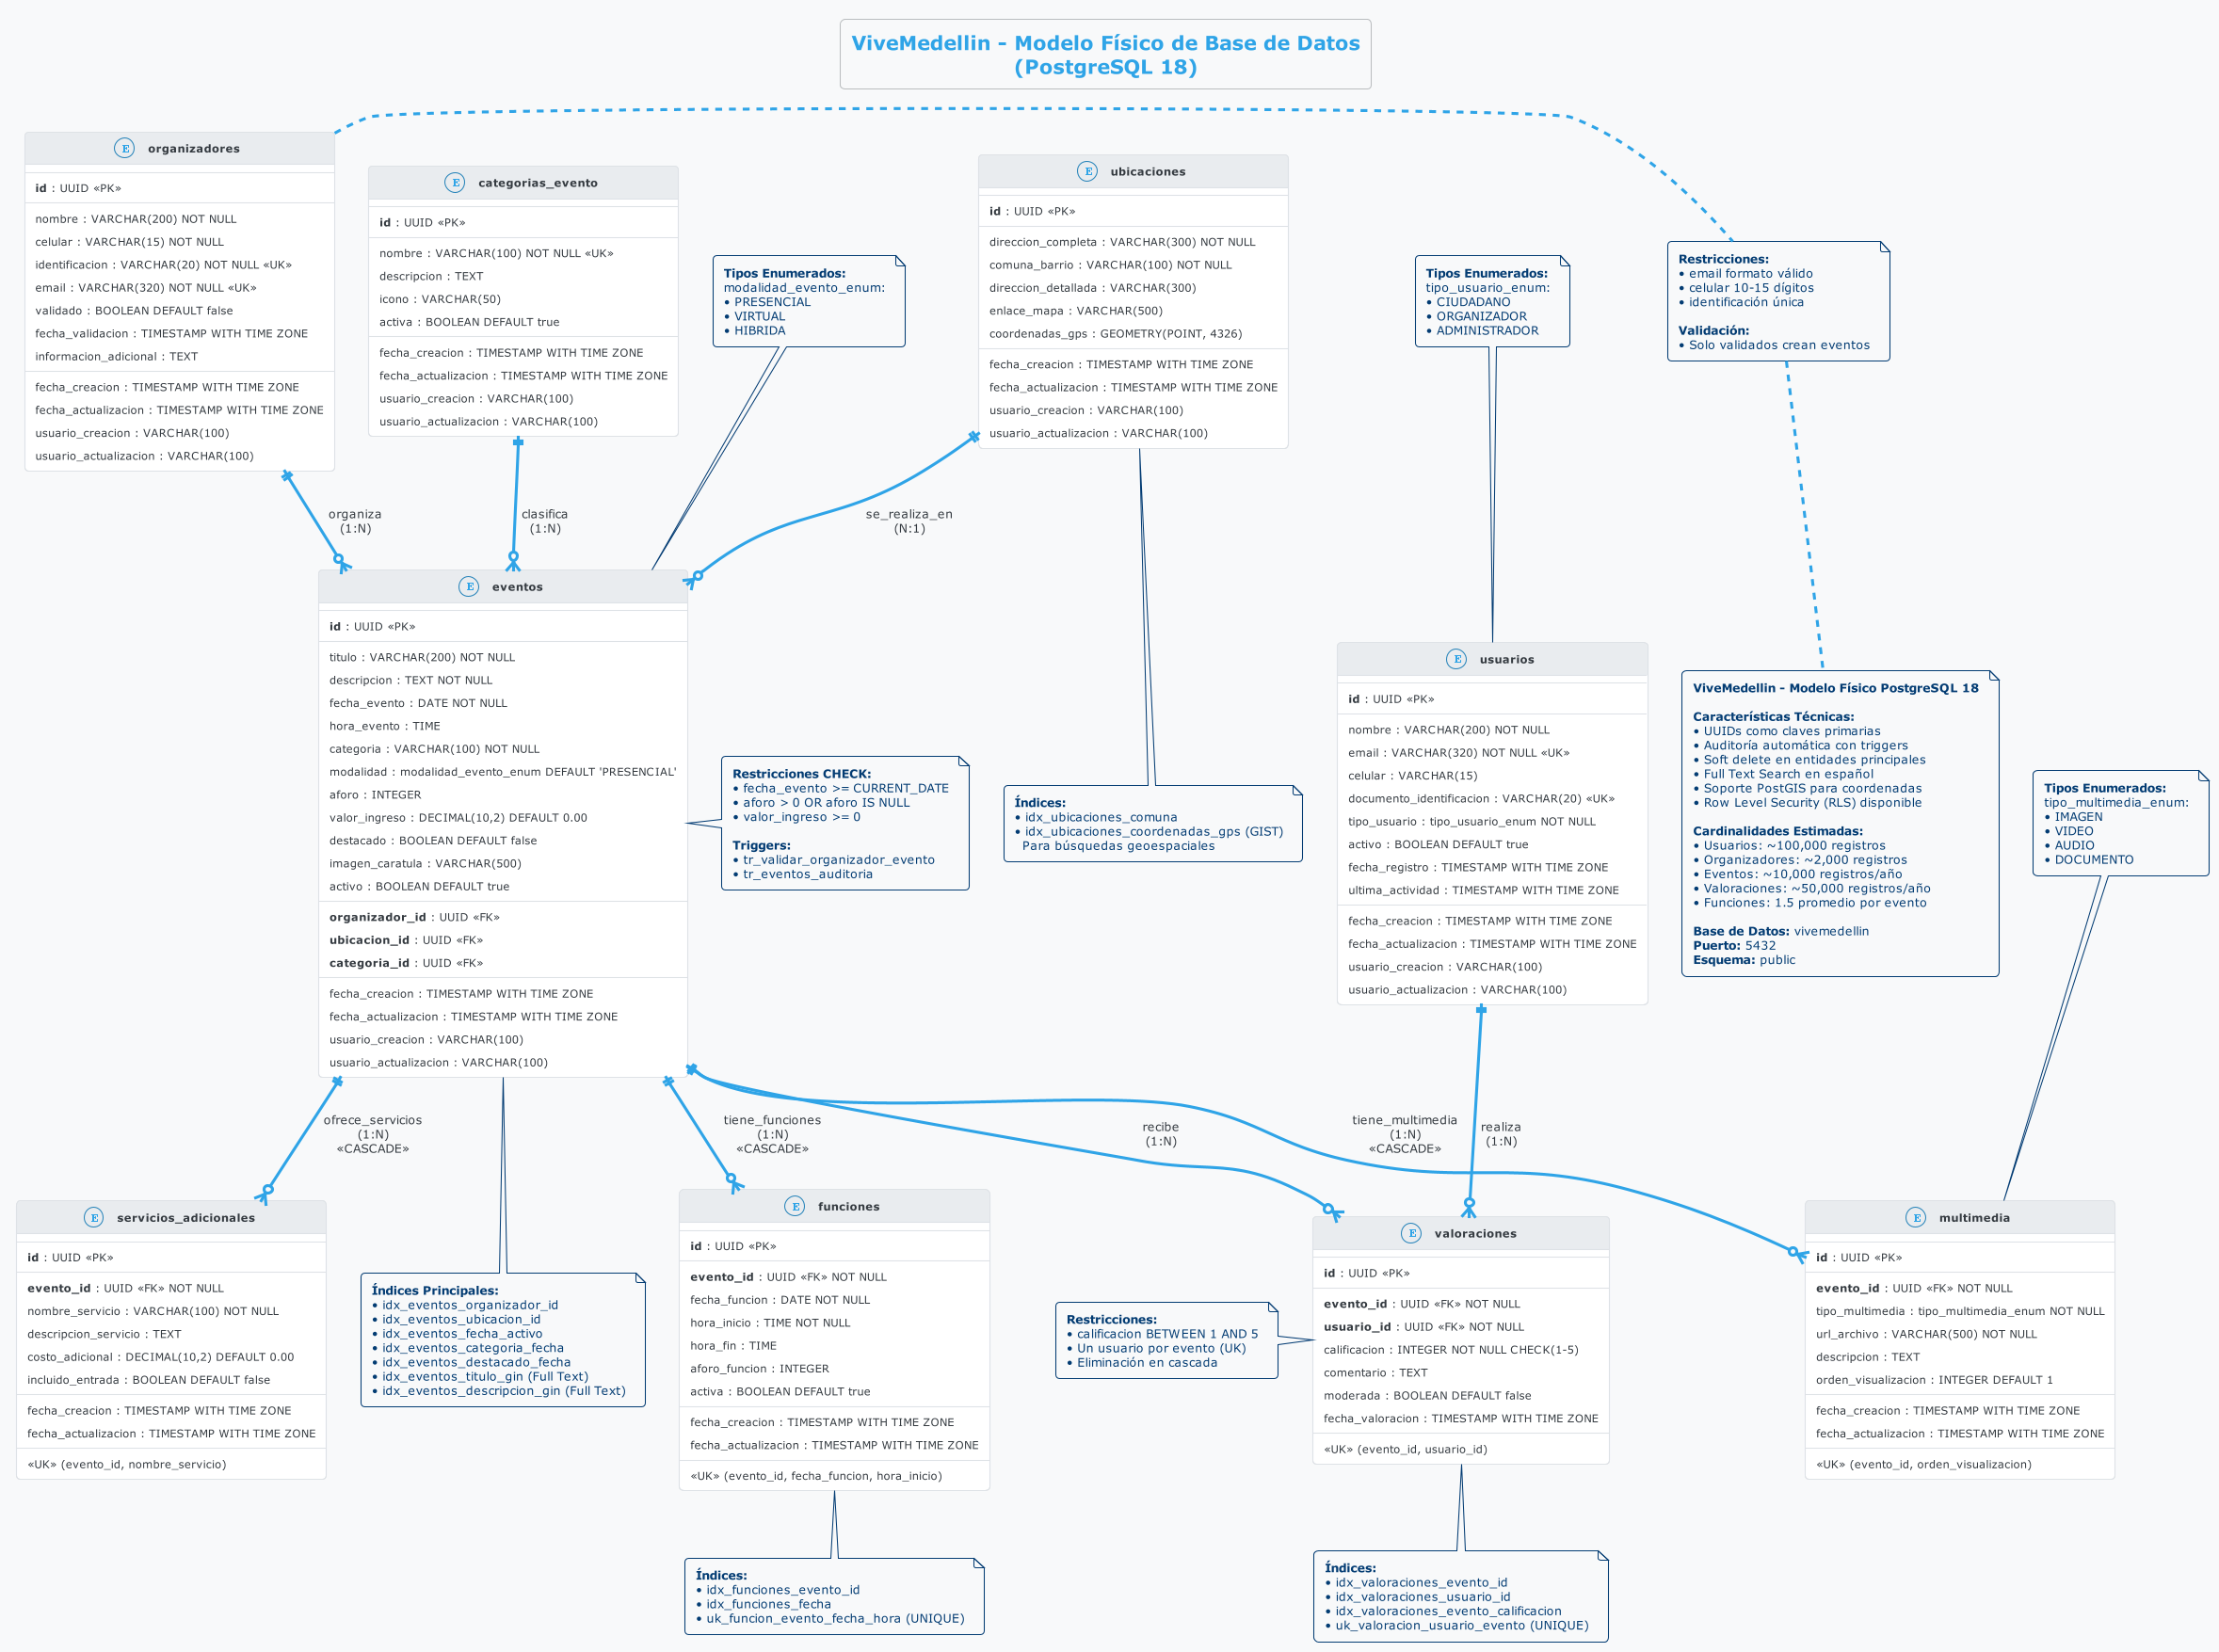 ViveMedellin - Modelo Físico de Base de Datos
(PostgreSQL 18)
E organizadores
id : UUID «PK»
nombre : VARCHAR(200) NOT NULL
celular : VARCHAR(15) NOT NULL
identificacion : VARCHAR(20) NOT NULL «UK»
email : VARCHAR(320) NOT NULL «UK»
validado : BOOLEAN DEFAULT false
fecha_validacion : TIMESTAMP WITH TIME ZONE
informacion_adicional : TEXT
fecha_creacion : TIMESTAMP WITH TIME ZONE
fecha_actualizacion : TIMESTAMP WITH TIME ZONE
usuario_creacion : VARCHAR(100)
usuario_actualizacion : VARCHAR(100)
E categorias_evento
id : UUID «PK»
nombre : VARCHAR(100) NOT NULL «UK»
descripcion : TEXT
icono : VARCHAR(50)
activa : BOOLEAN DEFAULT true
fecha_creacion : TIMESTAMP WITH TIME ZONE
fecha_actualizacion : TIMESTAMP WITH TIME ZONE
usuario_creacion : VARCHAR(100)
usuario_actualizacion : VARCHAR(100)
Tipos Enumerados:
modalidad_evento_enum:
• PRESENCIAL
• VIRTUAL
• HIBRIDA
E ubicaciones
id : UUID «PK»
direccion_completa : VARCHAR(300) NOT NULL
comuna_barrio : VARCHAR(100) NOT NULL
direccion_detallada : VARCHAR(300)
enlace_mapa : VARCHAR(500)
coordenadas_gps : GEOMETRY(POINT, 4326)
fecha_creacion : TIMESTAMP WITH TIME ZONE
fecha_actualizacion : TIMESTAMP WITH TIME ZONE
usuario_creacion : VARCHAR(100)
usuario_actualizacion : VARCHAR(100)
Tipos Enumerados:
tipo_usuario_enum:
• CIUDADANO
• ORGANIZADOR
• ADMINISTRADOR
Restricciones:
• email formato válido
• celular 10-15 dígitos
• identificación única
Validación:
• Solo validados crean eventos
organiza
(1:N)
clasifica
(1:N)
se_realiza_en
(N:1)
E eventos
id : UUID «PK»
titulo : VARCHAR(200) NOT NULL
descripcion : TEXT NOT NULL
fecha_evento : DATE NOT NULL
hora_evento : TIME
categoria : VARCHAR(100) NOT NULL
modalidad : modalidad_evento_enum DEFAULT 'PRESENCIAL'
aforo : INTEGER
valor_ingreso : DECIMAL(10,2) DEFAULT 0.00
destacado : BOOLEAN DEFAULT false
imagen_caratula : VARCHAR(500)
activo : BOOLEAN DEFAULT true
organizador_id : UUID «FK»
ubicacion_id : UUID «FK»
categoria_id : UUID «FK»
fecha_creacion : TIMESTAMP WITH TIME ZONE
fecha_actualizacion : TIMESTAMP WITH TIME ZONE
usuario_creacion : VARCHAR(100)
usuario_actualizacion : VARCHAR(100)
Restricciones CHECK:
• fecha_evento >= CURRENT_DATE
• aforo > 0 OR aforo IS NULL
• valor_ingreso >= 0
Triggers:
• tr_validar_organizador_evento
• tr_eventos_auditoria
Índices:
• idx_ubicaciones_comuna
• idx_ubicaciones_coordenadas_gps (GIST)
Para búsquedas geoespaciales
E usuarios
id : UUID «PK»
nombre : VARCHAR(200) NOT NULL
email : VARCHAR(320) NOT NULL «UK»
celular : VARCHAR(15)
documento_identificacion : VARCHAR(20) «UK»
tipo_usuario : tipo_usuario_enum NOT NULL
activo : BOOLEAN DEFAULT true
fecha_registro : TIMESTAMP WITH TIME ZONE
ultima_actividad : TIMESTAMP WITH TIME ZONE
fecha_creacion : TIMESTAMP WITH TIME ZONE
fecha_actualizacion : TIMESTAMP WITH TIME ZONE
usuario_creacion : VARCHAR(100)
usuario_actualizacion : VARCHAR(100)
ViveMedellin - Modelo Físico PostgreSQL 18
Características Técnicas:
• UUIDs como claves primarias
• Auditoría automática con triggers
• Soft delete en entidades principales
• Full Text Search en español
• Soporte PostGIS para coordenadas
• Row Level Security (RLS) disponible
Cardinalidades Estimadas:
• Usuarios: ~100,000 registros
• Organizadores: ~2,000 registros
• Eventos: ~10,000 registros/año
• Valoraciones: ~50,000 registros/año
• Funciones: 1.5 promedio por evento
Base de Datos: vivemedellin
Puerto: 5432
Esquema: public
Tipos Enumerados:
tipo_multimedia_enum:
• IMAGEN
• VIDEO
• AUDIO
• DOCUMENTO
ofrece_servicios
(1:N)
«CASCADE»
tiene_funciones
(1:N)
«CASCADE»
recibe
(1:N)
tiene_multimedia
(1:N)
«CASCADE»
realiza
(1:N)
E servicios_adicionales
id : UUID «PK»
evento_id : UUID «FK» NOT NULL
nombre_servicio : VARCHAR(100) NOT NULL
descripcion_servicio : TEXT
costo_adicional : DECIMAL(10,2) DEFAULT 0.00
incluido_entrada : BOOLEAN DEFAULT false
fecha_creacion : TIMESTAMP WITH TIME ZONE
fecha_actualizacion : TIMESTAMP WITH TIME ZONE
«UK» (evento_id, nombre_servicio)
Índices Principales:
• idx_eventos_organizador_id
• idx_eventos_ubicacion_id
• idx_eventos_fecha_activo
• idx_eventos_categoria_fecha
• idx_eventos_destacado_fecha
• idx_eventos_titulo_gin (Full Text)
• idx_eventos_descripcion_gin (Full Text)
E funciones
id : UUID «PK»
evento_id : UUID «FK» NOT NULL
fecha_funcion : DATE NOT NULL
hora_inicio : TIME NOT NULL
hora_fin : TIME
aforo_funcion : INTEGER
activa : BOOLEAN DEFAULT true
fecha_creacion : TIMESTAMP WITH TIME ZONE
fecha_actualizacion : TIMESTAMP WITH TIME ZONE
«UK» (evento_id, fecha_funcion, hora_inicio)
Restricciones:
• calificacion BETWEEN 1 AND 5
• Un usuario por evento (UK)
• Eliminación en cascada
E valoraciones
id : UUID «PK»
evento_id : UUID «FK» NOT NULL
usuario_id : UUID «FK» NOT NULL
calificacion : INTEGER NOT NULL CHECK(1-5)
comentario : TEXT
moderada : BOOLEAN DEFAULT false
fecha_valoracion : TIMESTAMP WITH TIME ZONE
«UK» (evento_id, usuario_id)
E multimedia
id : UUID «PK»
evento_id : UUID «FK» NOT NULL
tipo_multimedia : tipo_multimedia_enum NOT NULL
url_archivo : VARCHAR(500) NOT NULL
descripcion : TEXT
orden_visualizacion : INTEGER DEFAULT 1
fecha_creacion : TIMESTAMP WITH TIME ZONE
fecha_actualizacion : TIMESTAMP WITH TIME ZONE
«UK» (evento_id, orden_visualizacion)
Índices:
• idx_funciones_evento_id
• idx_funciones_fecha
• uk_funcion_evento_fecha_hora (UNIQUE)
Índices:
• idx_valoraciones_evento_id
• idx_valoraciones_usuario_id
• idx_valoraciones_evento_calificacion
• uk_valoracion_usuario_evento (UNIQUE)